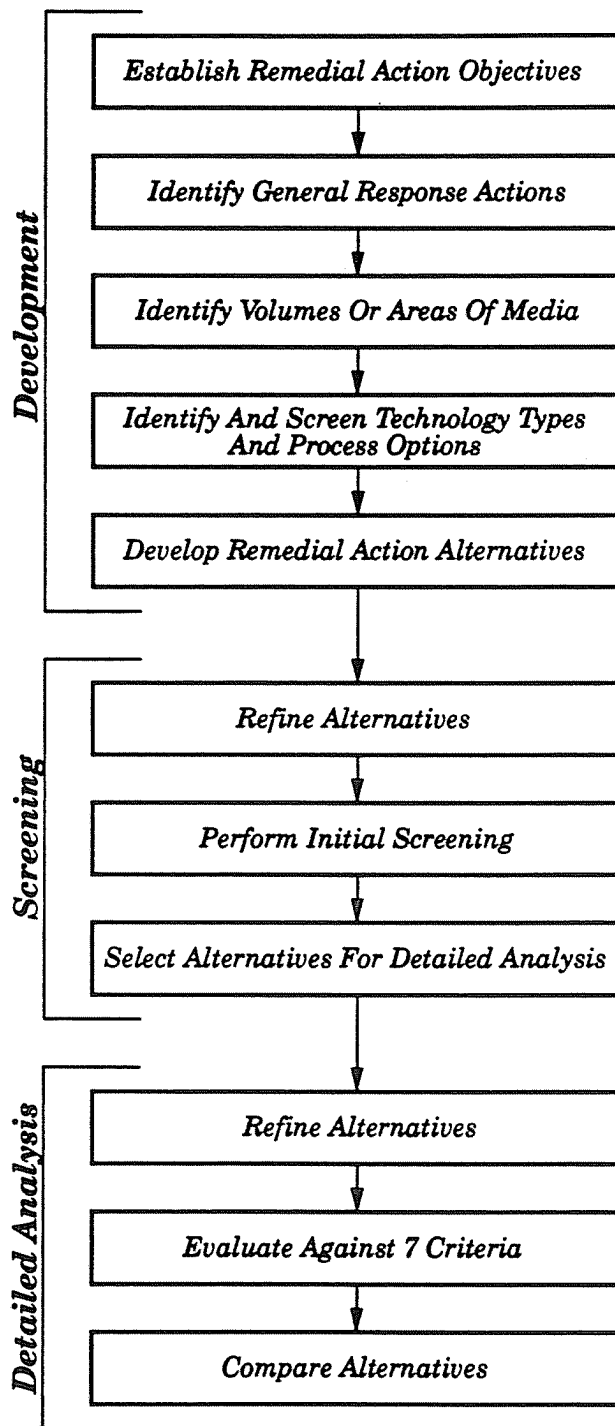 Development
Establish Remedial Action Objectives
Identify General Response Actions
Identify Volumes Or Areas Of Media
Identify And Screen Technology Types
And Process Options
Develop Remedial Action Alternatives
Screening
Refine Alternatives
Perform Initial Screening
Select Alternatives For Detailed Analysis
Detailed Analysis
Refine Alternatives
Evaluate Against 7 Criteria
Compare Alternatives